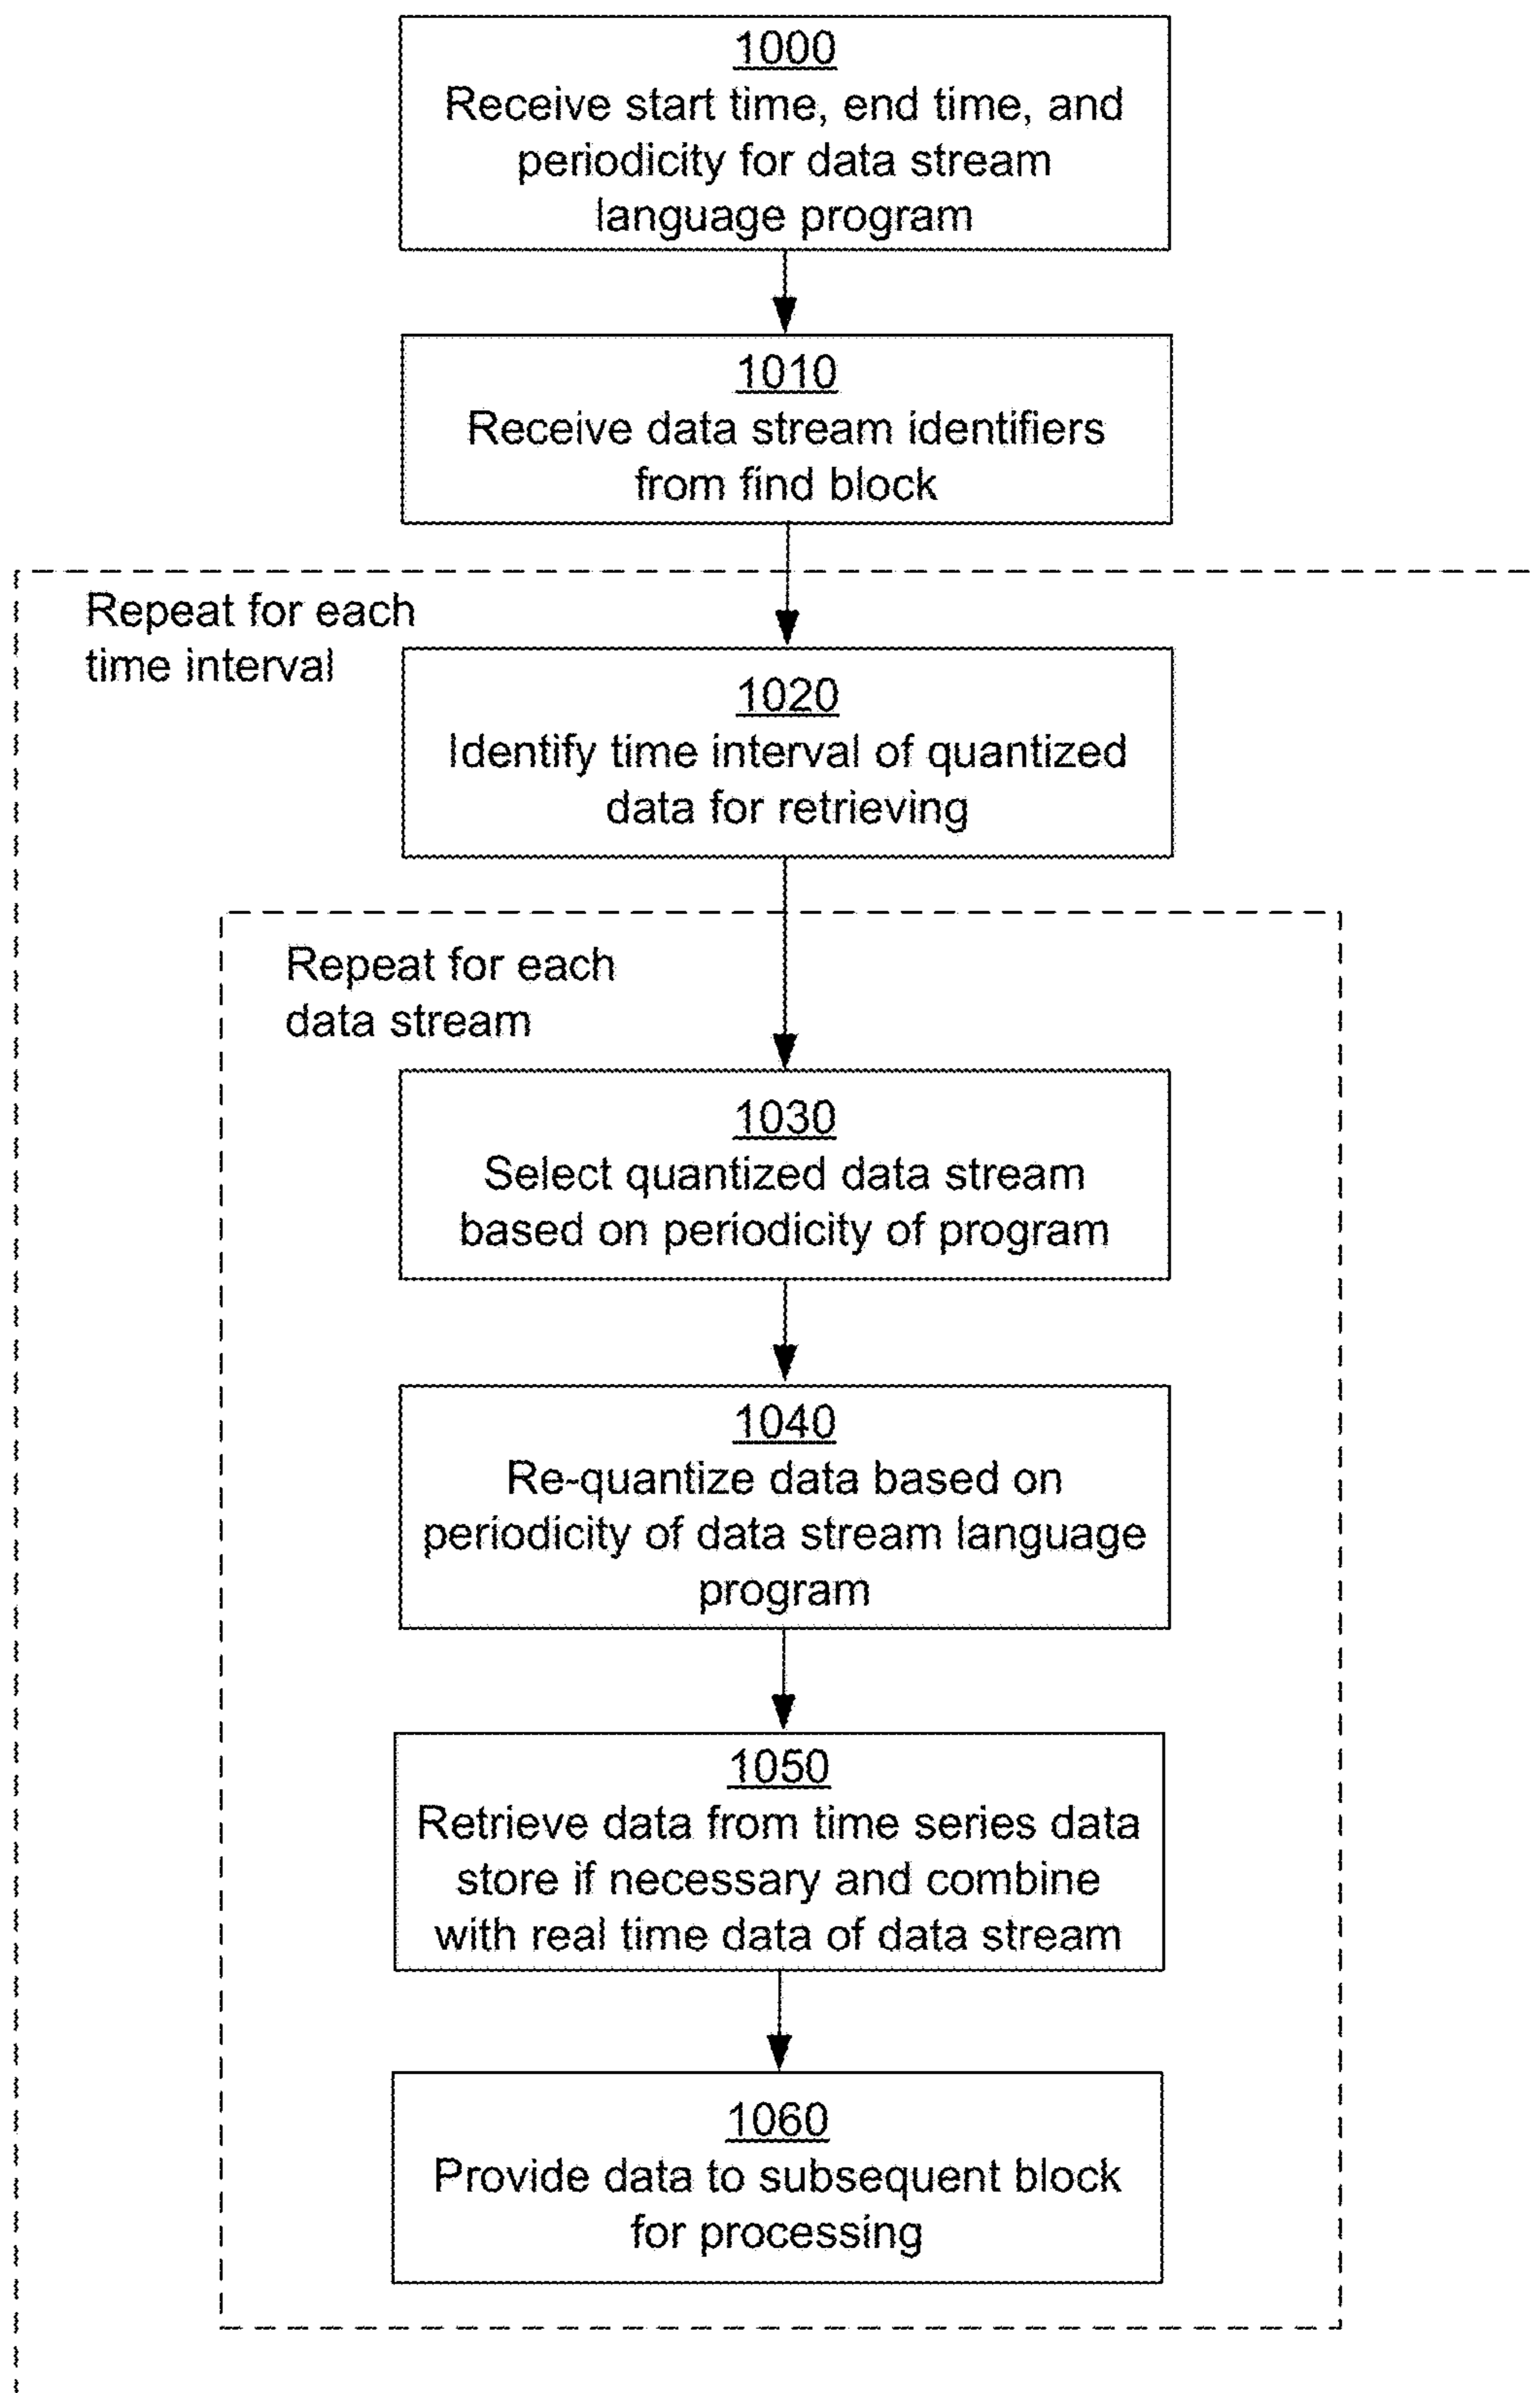 1000
Receive start time, end time, and
periodicity for data stream
language program
1010
Receive data stream identifiers
from find block
Repeat for each
time interval
1020
Identify time interval of quantized
data for retrieving
Repeat for each
data stream
1030
Select quantized data stream
based on periodicity of program
1040
Re-quantize data based on
periodicity of data stream language
program
1050
Retrieve data from time series data
store if necessary and combine
with real time data of data stream
1060
Provide data to subsequent block
for processing